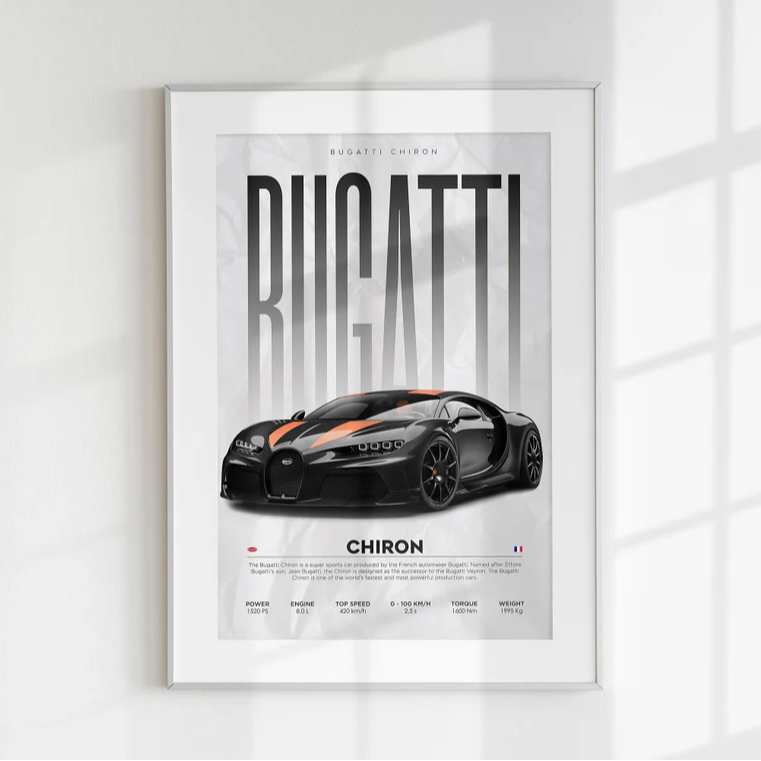 BUGATTI CHIRON
BUGATTI
CHIRON
The Bugatti Chiron is a super sports car produced by the French automaker Bugatti. Named after Ettore
Bugatti's son, Jean Bugatti, the Chiron is designed as the successor to the Bugatti Veyron. The Bugatti
Chiron is one of the world's fastest and most powerful production cars.
POWER ENGINE TOP SPEED 0 - 100 KM/H TORQUE WEIGHT
1520 PS 8.0 L 420 km/h 2,5 s 1600 Nm 1995 Kg